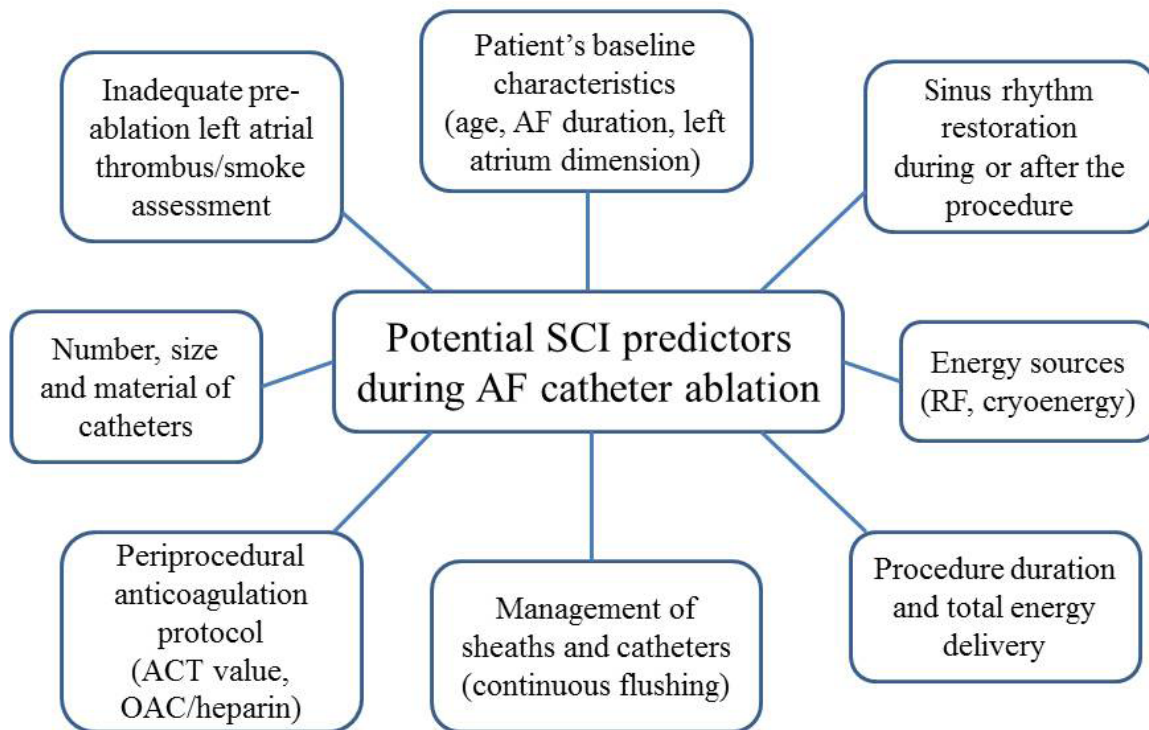 Inadequate pre-
ablation left atrial
thrombus/smoke
assessment
Patient’s baseline
characteristics
(age, AF duration, left
atrium dimension)
Sinus rhythm
restoration
during or after the
procedure
Number, size
and material of
catheters
Potential SCI predictors
during AF catheter ablation
Energy sources
(RF, cryoenergy)
Periprocedural
anticoagulation
protocol
(ACT value,
OAC/heparin)
Management of
sheaths and catheters
(continuous flushing)
Procedure duration
and total energy
delivery